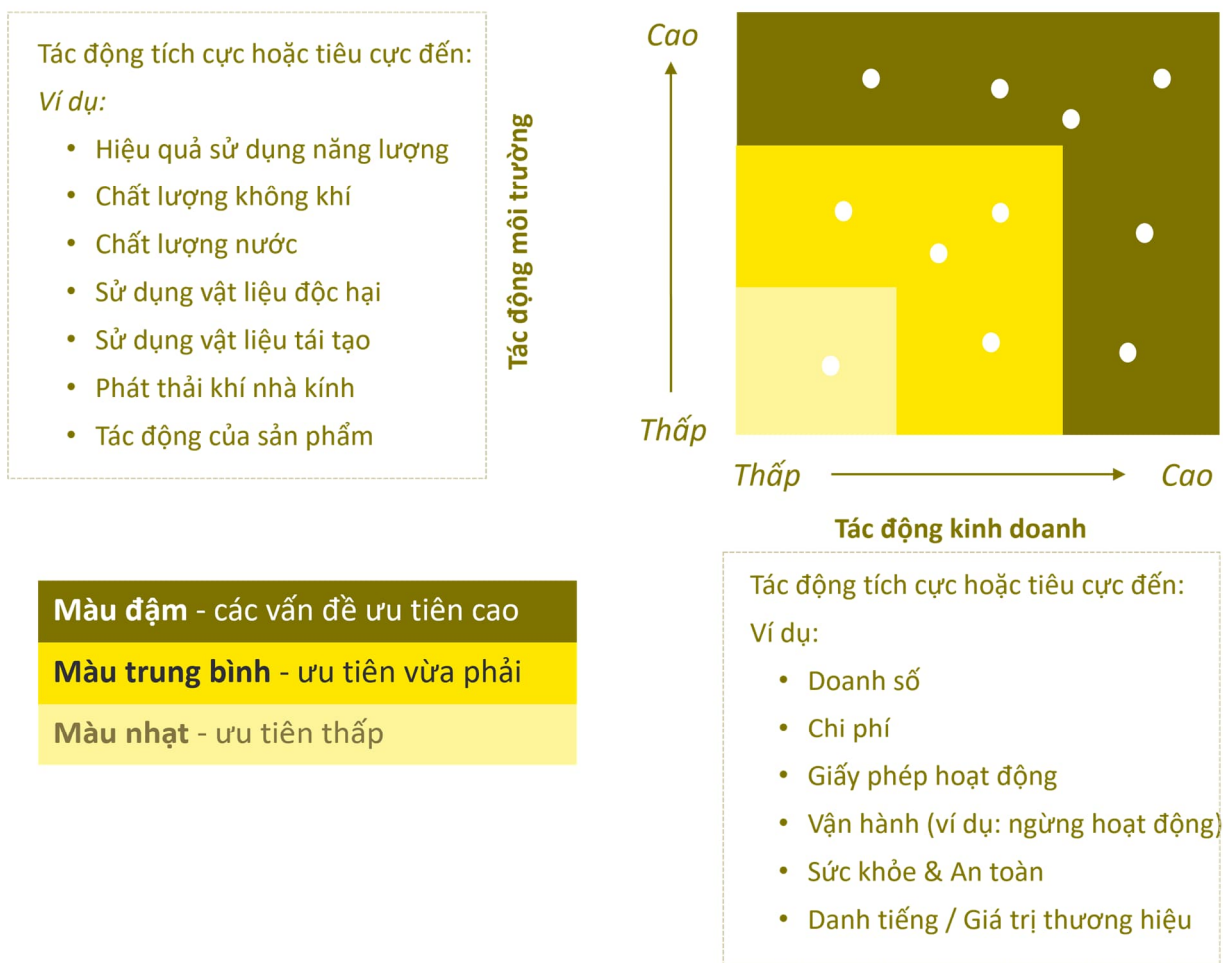 Tác động tích cực hoặc tiêu cực đến:
Ví dụ:
• Hiệu quả sử dụng năng lượng
• Chất lượng không khí
• Chất lượng nước
• Sử dụng vật liệu độc hại
• Sử dụng vật liệu tái tạo
• Phát thải khí nhà kính
• Tác động của sản phẩm
Tác động môi trường
Cao
Thấp
Thấp
Cao
Tác động kinh doanh
Màu đậm - các vấn đề ưu tiên cao
Màu trung bình - ưu tiên vừa phải
Màu nhạt - ưu tiên thấp
Tác động tích cực hoặc tiêu cực đến:
Ví dụ:
• Doanh số
• Chi phí
• Giấy phép hoạt động
• Vận hành (ví dụ: ngừng hoạt động)
• Sức khỏe & An toàn
• Danh tiếng / Giá trị thương hiệu